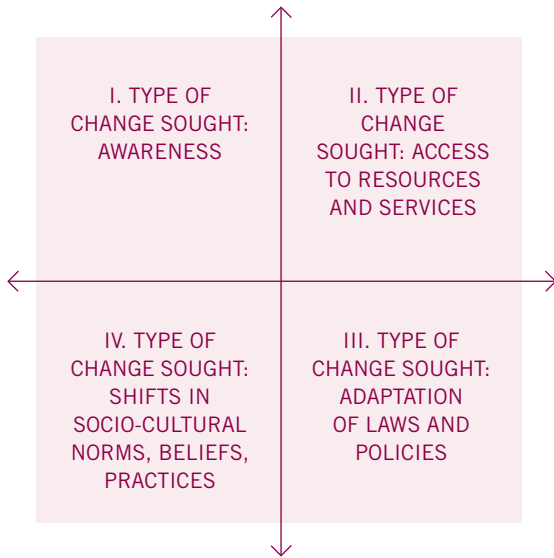 I. TYPE OF
CHANGE SOUGHT:
AWARENESS
II. TYPE OF
CHANGE
SOUGHT: ACCESS
TO RESOURCES
AND SERVICES
IV. TYPE OF
CHANGE SOUGHT:
SHIFTS IN
SOCIO-CULTURAL
NORMS, BELIEFS,
PRACTICES
III. TYPE OF
CHANGE SOUGHT:
ADAPTATION
OF LAWS AND
POLICIES